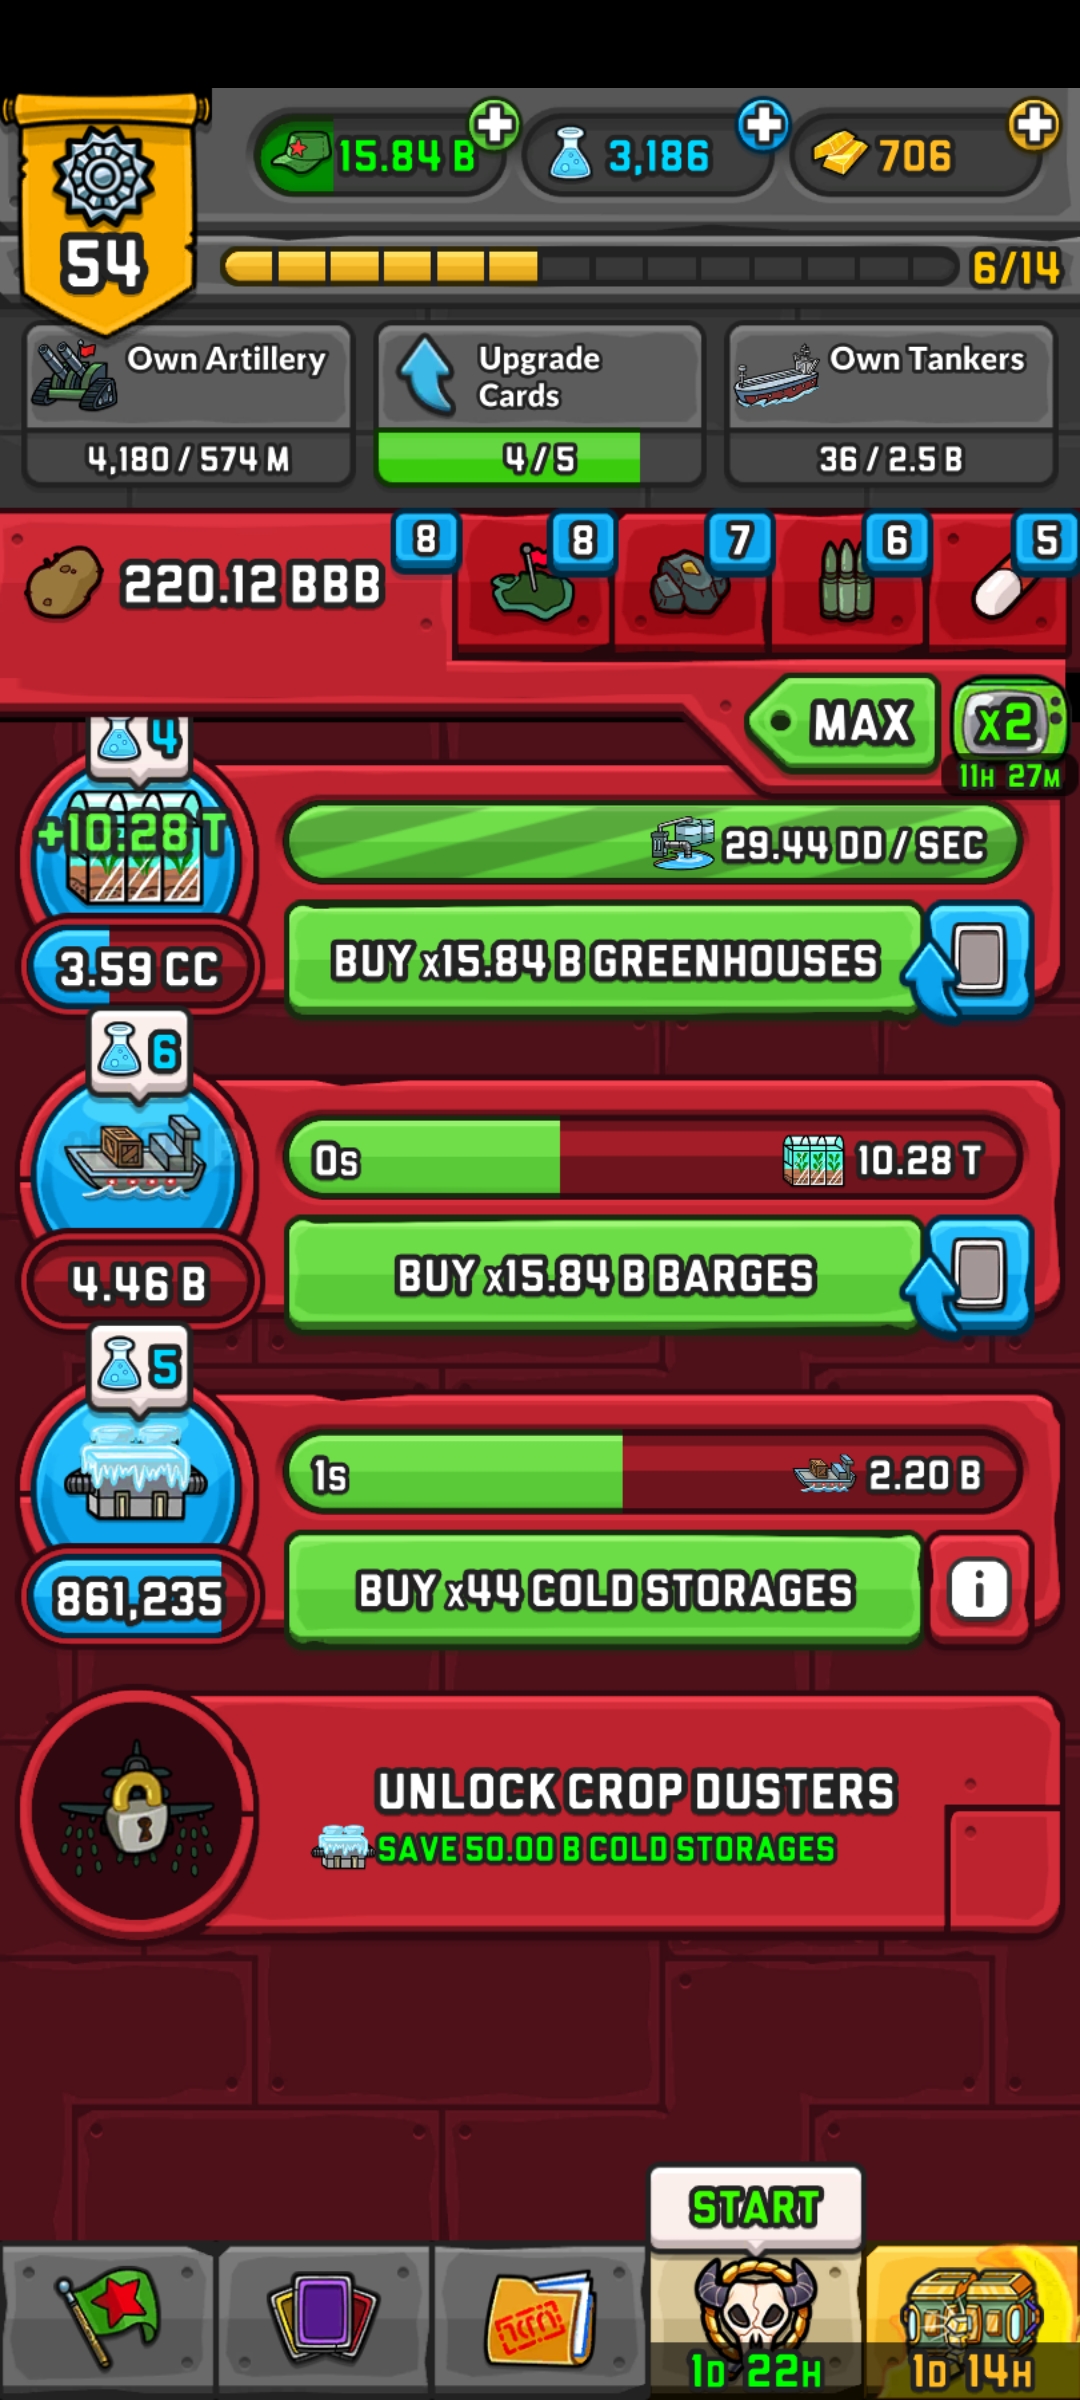 15.84 B
3,186
706
54
6/14
Own Artillery
4,180 / 574 M
Upgrade
Cards
4 / 5
Own Tankers
36 / 2.5 B
220.12 BBB
8
8
7
6
5
MAX
x2
11H 27M
4
+10.28 T
29.44 DD / SEC
3.59 CC
BUY x15.84 B GREENHOUSES
6
0s
10.28 T
4.46 B
BUY x15.84 B BARGES
5
1s
2.20 B
861,235
BUY x44 COLD STORAGES
i
UNLOCK CROP DUSTERS
SAVE 50.00 B COLD STORAGES
START
1D 22H
1D 14H